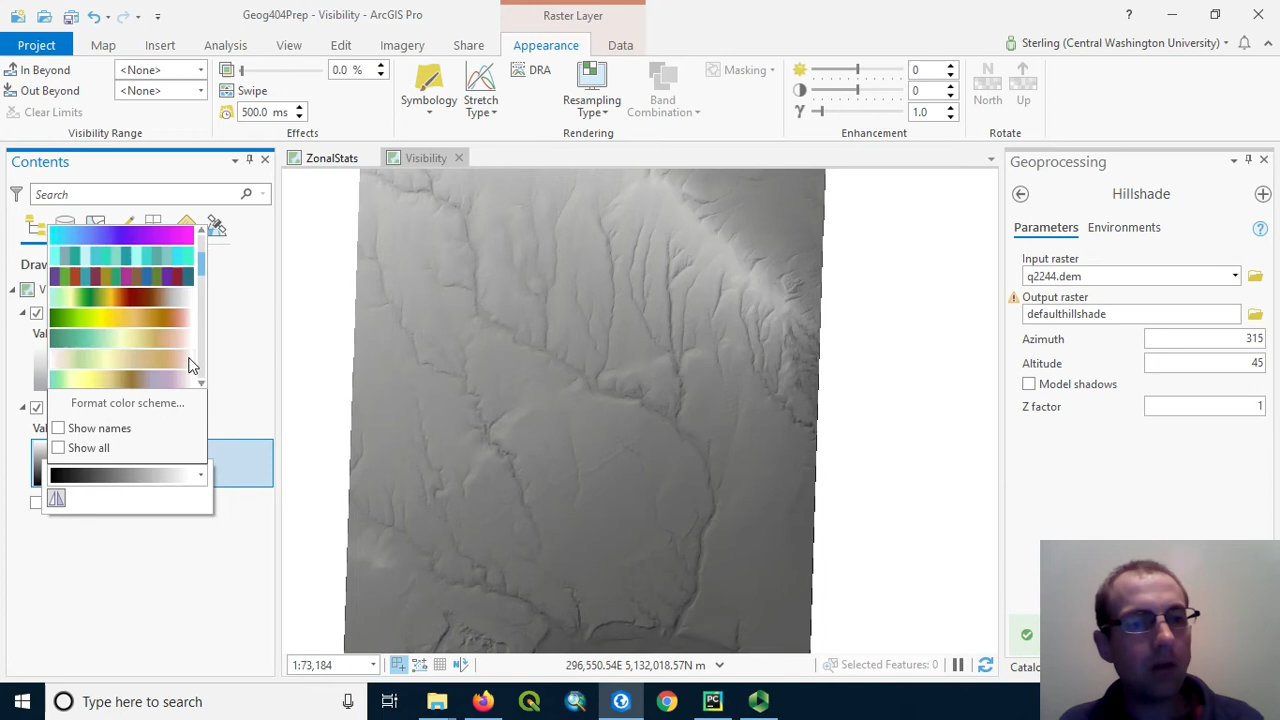 Geog404Prep - Visibility - ArcGIS Pro
Raster Layer
?
Project
Map
Insert
Analysis
View
Edit
Imagery
Share
Appearance
Data
Sterling (Central Washington University)
In Beyond
<None>
Out Beyond
<None>
Clear Limits
Visibility Range
0.0 %
Swipe
500.0 ms
Effects
Symbology
Stretch
Type
DRA
Resampling
Type
Band
Combination
Masking
Rendering
0
0
1.0
Enhancement
North
Up
Rotate
Contents
Search
Dra
V
Val
Val
Format color scheme...
Show names
Show all
ZonalStats
Visibility
1:73,184
296,550.54E 5,132,018.57N m
Selected Features: 0
Geoprocessing
Hillshade
Parameters
Environments
?
Input raster
q2244.dem
Output raster
defaulthillshade
Azimuth
315
Altitude
45
Model shadows
Z factor
1
Catalo
Type here to search
PC